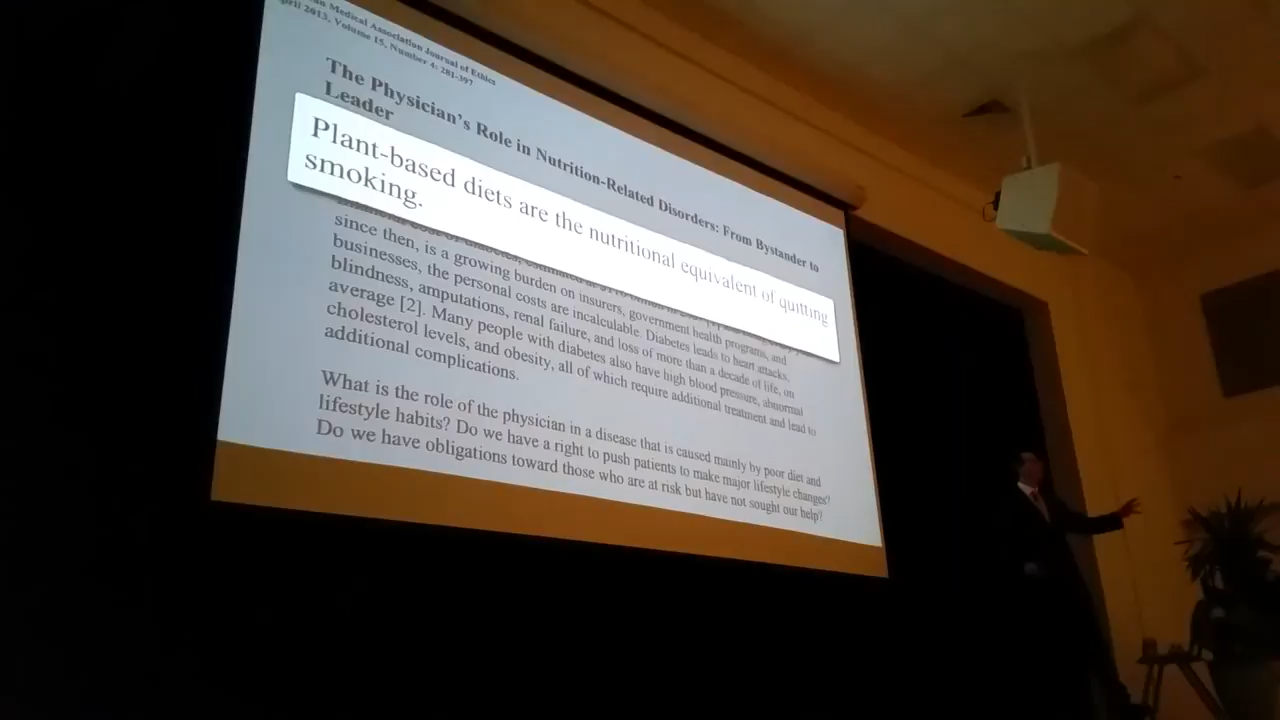 Medical Association Journal of Ethics
April 2013, Volume 15, Number 4: 281-397
The Physician's Role in Nutrition-Related Disorders: From Bystander to
Leader
Plant-based diets are the nutritional equivalent of quitting
smoking.
since then, is a growing burden on insurers, government health programs, and
businesses, the personal costs are incalculable. Diabetes leads to heart attacks,
blindness, amputations, renal failure, and loss of more than a decade of life, on
average [2]. Many people with diabetes also have high blood pressure, abnormal
cholesterol levels, and obesity, all of which require additional treatment and lead to
additional complications.
What is the role of the physician in a disease that is caused mainly by poor diet and
lifestyle habits? Do we have a right to push patients to make major lifestyle changes?
Do we have obligations toward those who are at risk but have not sought our help?